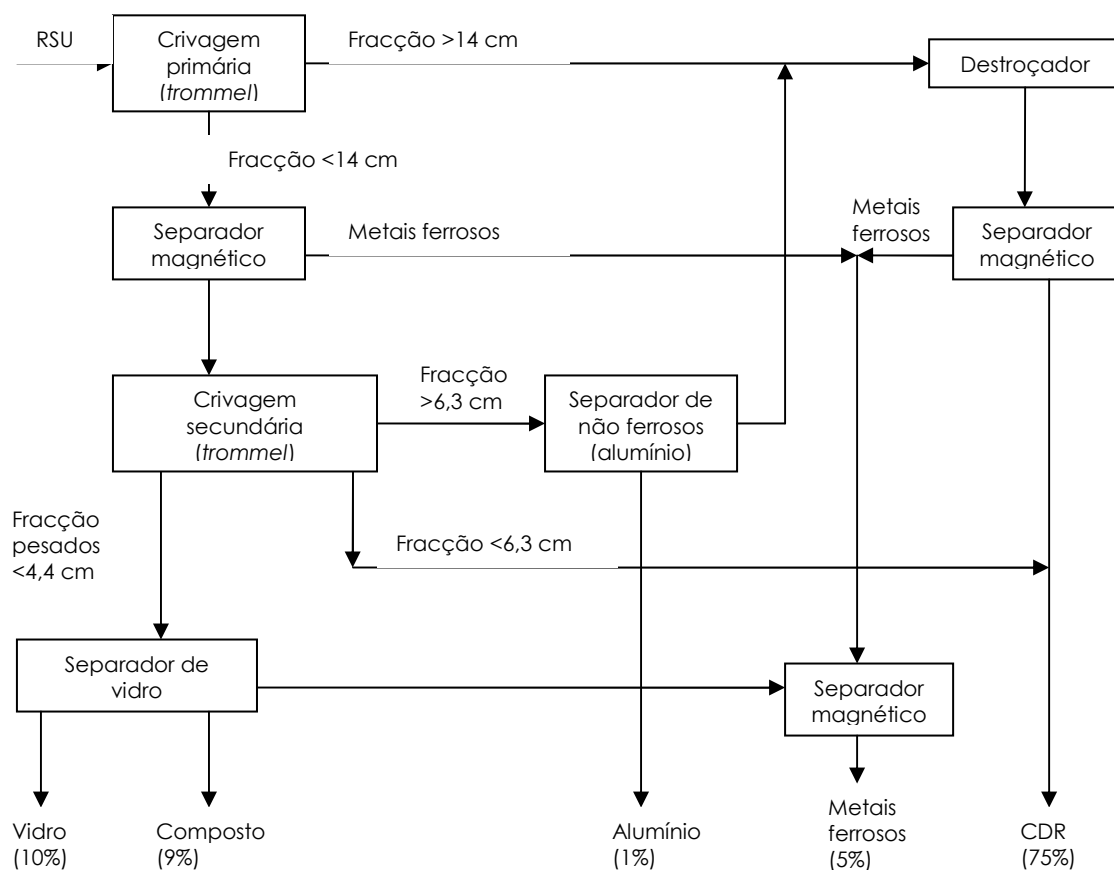 RSU
Crivagem
primária
(trommel)
Fracção >14 cm
Destroçador
Fracção <14 cm
Separador
magnético
Metais ferrosos
Metais
ferrosos
Separador
magnético
Crivagem
secundária
(trommel)
Fracção
>6,3 cm
Separador de
não ferrosos
(alumínio)
Fracção
pesados
<4,4 cm
Fracção <6,3 cm
Separador de
vidro
Separador
magnético
Vidro
(10%)
Composto
(9%)
Alumínio
(1%)
Metais
ferrosos
(5%)
CDR
(75%)